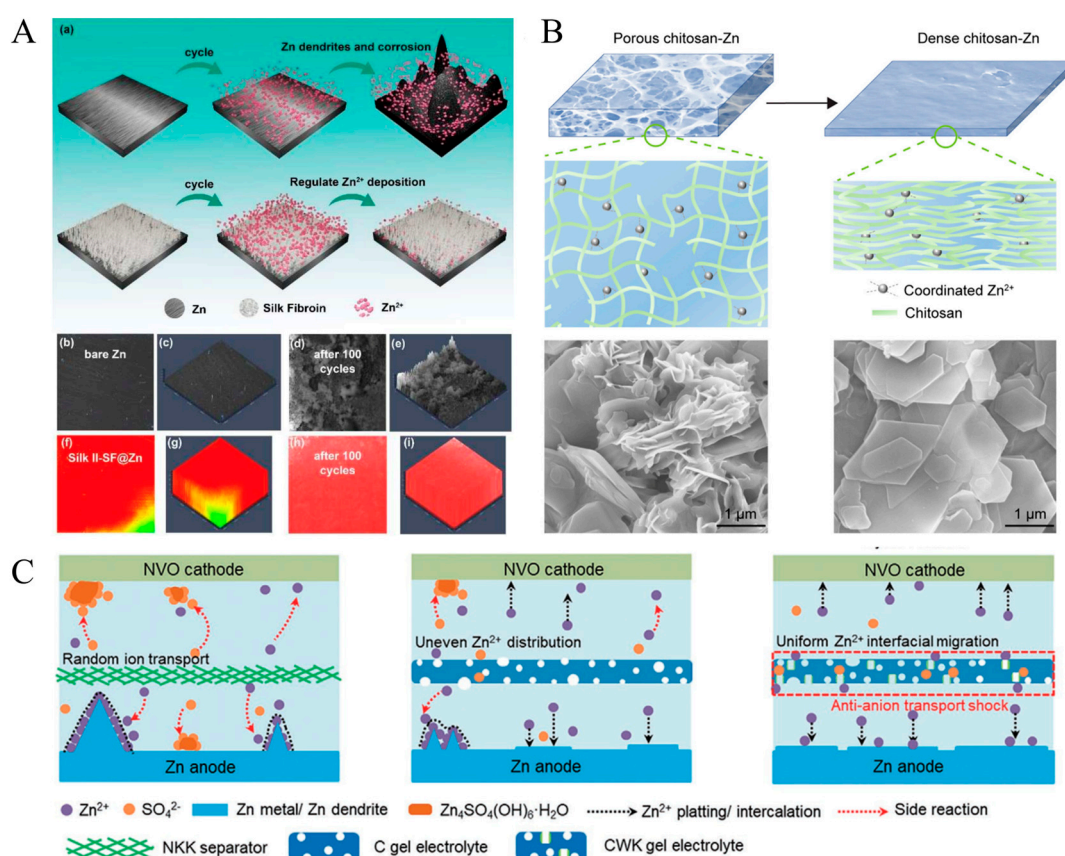 A
(a)
cycle
Zn dendrites and corrosion
cycle
Regulate Zn²⁺ deposition
Zn
Silk Fibroin
Zn²⁺
(b)
bare Zn
(c)
(d)
after 100
cycles
(e)
(f)
Silk II-SF@Zn
(g)
(h)
after 100
cycles
(i)
B
Porous chitosan-Zn
Dense chitosan-Zn
Coordinated Zn²⁺
Chitosan
1 μm
1 μm
C
NVO cathode
Random ion transport
Zn anode
NVO cathode
Uneven Zn²⁺ distribution
Zn anode
NVO cathode
Uniform Zn²⁺ interfacial migration
Anti-anion transport shock
Zn anode
Zn²⁺
SO₄²⁻
Zn metal/ Zn dendrite
Zn₄SO₄(OH)₆·H₂O
Zn²⁺ platting/ intercalation
Side reaction
NKK separator
C gel electrolyte
CWK gel electrolyte